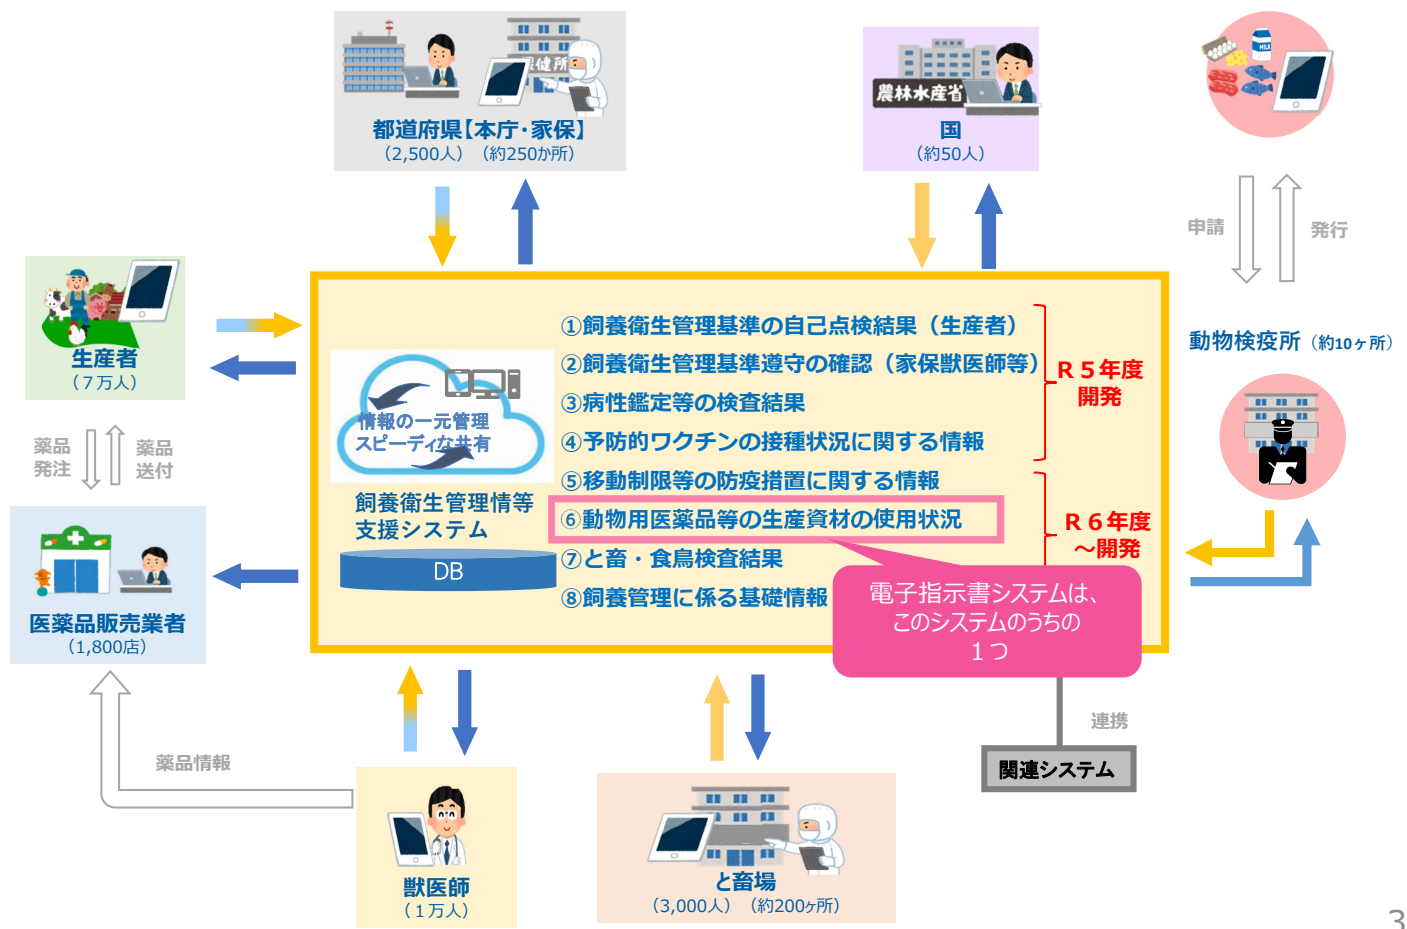 保健所
都道府県【本庁・家保】
（2,500人）（約250か所）
農林水産省
国
（約50人）
MILK
申請
発行
動物検疫所（約10ヶ所）
生産者
（７万人）
薬品
発注
薬品
送付
医薬品販売業者
（1,800店）
情報の一元管理
スピーディな共有
飼養衛生管理情等
支援システム
DB
①飼養衛生管理基準の自己点検結果（生産者）
②飼養衛生管理基準遵守の確認（家保獣医師等）
③病性鑑定等の検査結果
④予防的ワクチンの接種状況に関する情報
⑤移動制限等の防疫措置に関する情報
⑥動物用医薬品等の生産資材の使用状況
⑦と畜・食鳥検査結果
⑧飼養管理に係る基礎情報
Ｒ５年度
開発
Ｒ６年度
～開発
電子指示書システムは、
このシステムのうちの
１つ
連携
関連システム
薬品情報
獣医師
（１万人）
と畜場
（3,000人）（約200ヶ所）
3